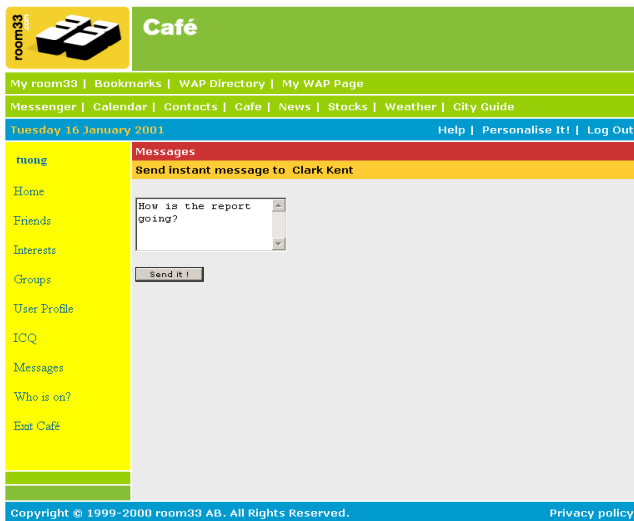 room33
.com
Café
My room33 | Bookmarks | WAP Directory | My WAP Page
Messenger | Calendar | Contacts | Cafe | News | Stocks | Weather | City Guide
Tuesday 16 January 2001 Help | Personalise It! | Log Out
tuong
Home
Friends
Interests
Groups
User Profile
ICQ
Messages
Who is on?
Exit Café
Messages
Send instant message to Clark Kent
How is the report
going?
Send it !
Copyright © 1999-2000 room33 AB. All Rights Reserved. Privacy policy